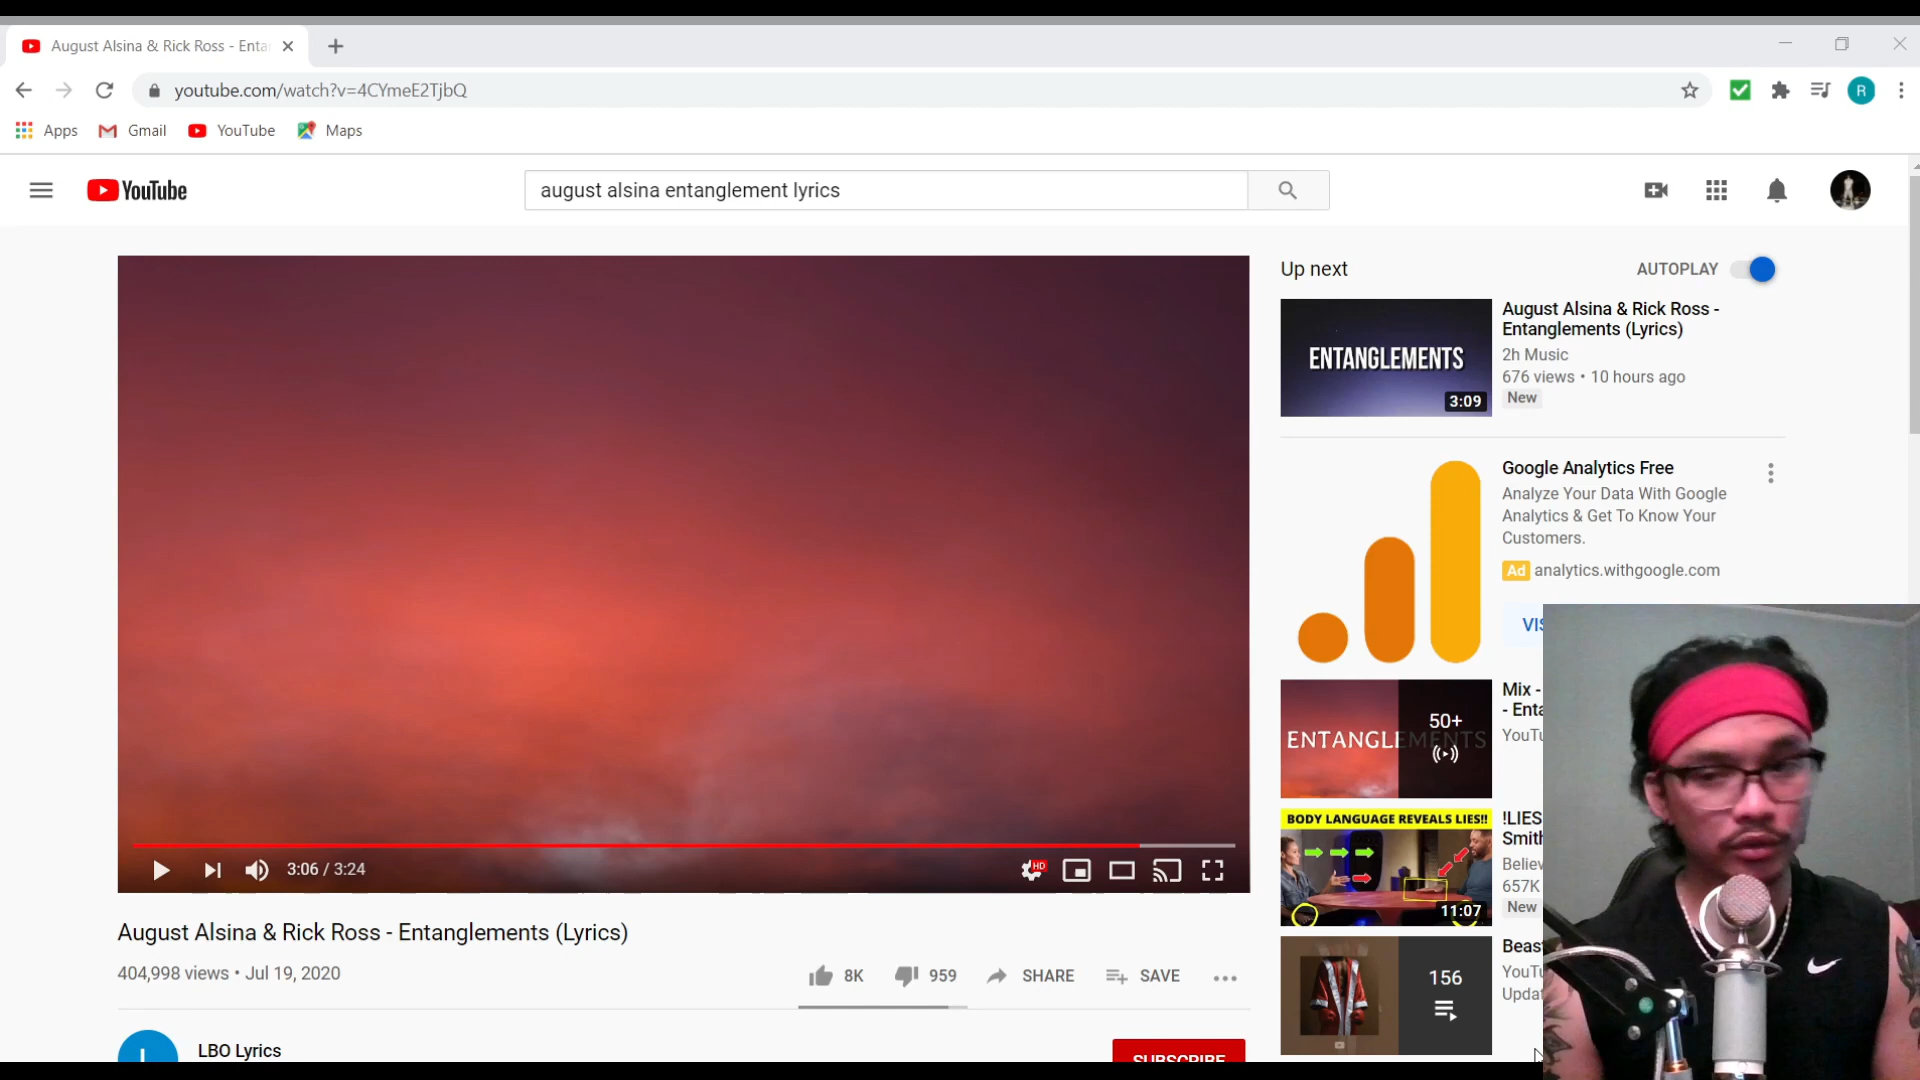 August Alsina & Rick Ross - Enta
youtube.com/watch?v=4CYmeE2TjbQ
R
Apps
Gmail
YouTube
Maps
YouTube
august alsina entanglement lyrics
Up next
AUTOPLAY
ENTANGLEMENTS
3:09
August Alsina & Rick Ross -
Entanglements (Lyrics)
2h Music
676 views • 10 hours ago
New
Google Analytics Free
Analyze Your Data With Google
Analytics & Get To Know Your
Customers.
Ad analytics.withgoogle.com
VIS
ENTANGLEMENTS
50+
Mix -
- Enta
YouTu
BODY LANGUAGE REVEALS LIES!!
11:07
!LIES
Smith
Believ
657K
New
156
Beas
YouTu
Upda
HD
3:06 / 3:24
August Alsina & Rick Ross - Entanglements (Lyrics)
404,998 views • Jul 19, 2020
8K
959
SHARE
SAVE
L
LBO Lyrics
SUBSCRIBE